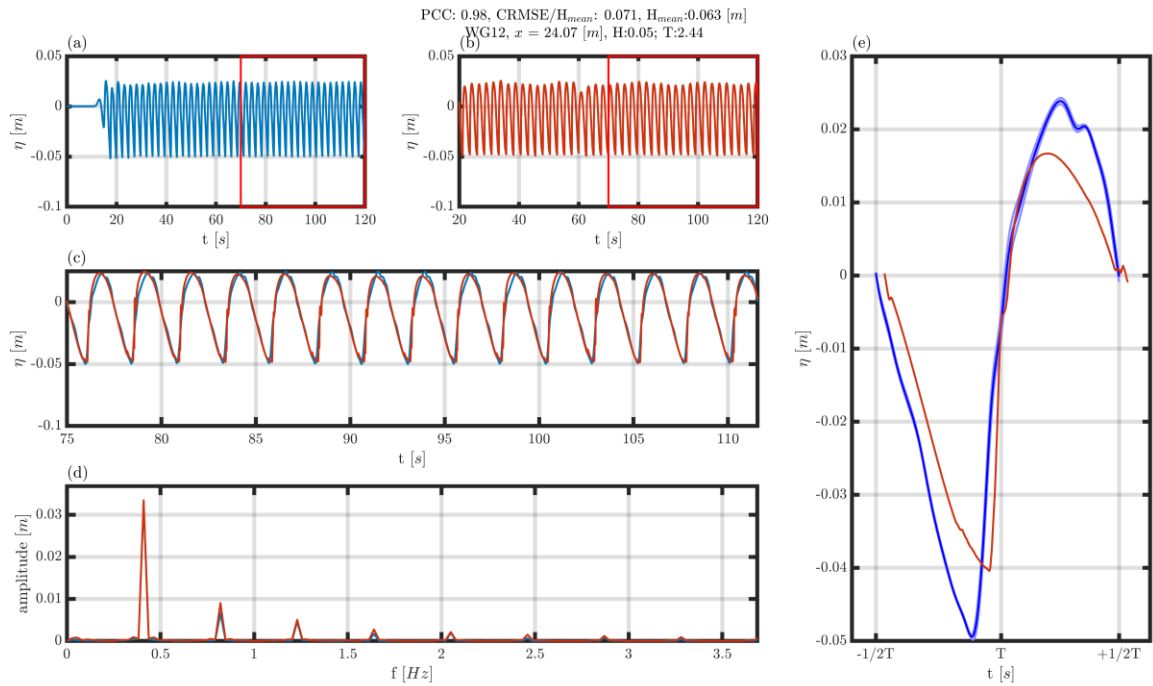 PCC: 0.98, CRMSE/H_mean: 0.071, H_mean:0.063 [m]
WG12, x = 24.07 [m], H:0.05; T:2.44
(a)
0.05
0
-0.05
-0.1
η [m]
0 20 40 60 80 100 120
t [s]
(b)
0.05
0
-0.05
-0.1
η [m]
20 40 60 80 100 120
t [s]
(c)
0
-0.05
-0.1
η [m]
75 80 85 90 95 100 105 110
t [s]
(d)
0.03
0.02
0.01
0
amplitude [m]
0 0.5 1 1.5 2 2.5 3 3.5
f [Hz]
(e)
0.03
0.02
0.01
0
-0.01
-0.02
-0.03
-0.04
-0.05
η [m]
-1/2T T +1/2T
t [s]